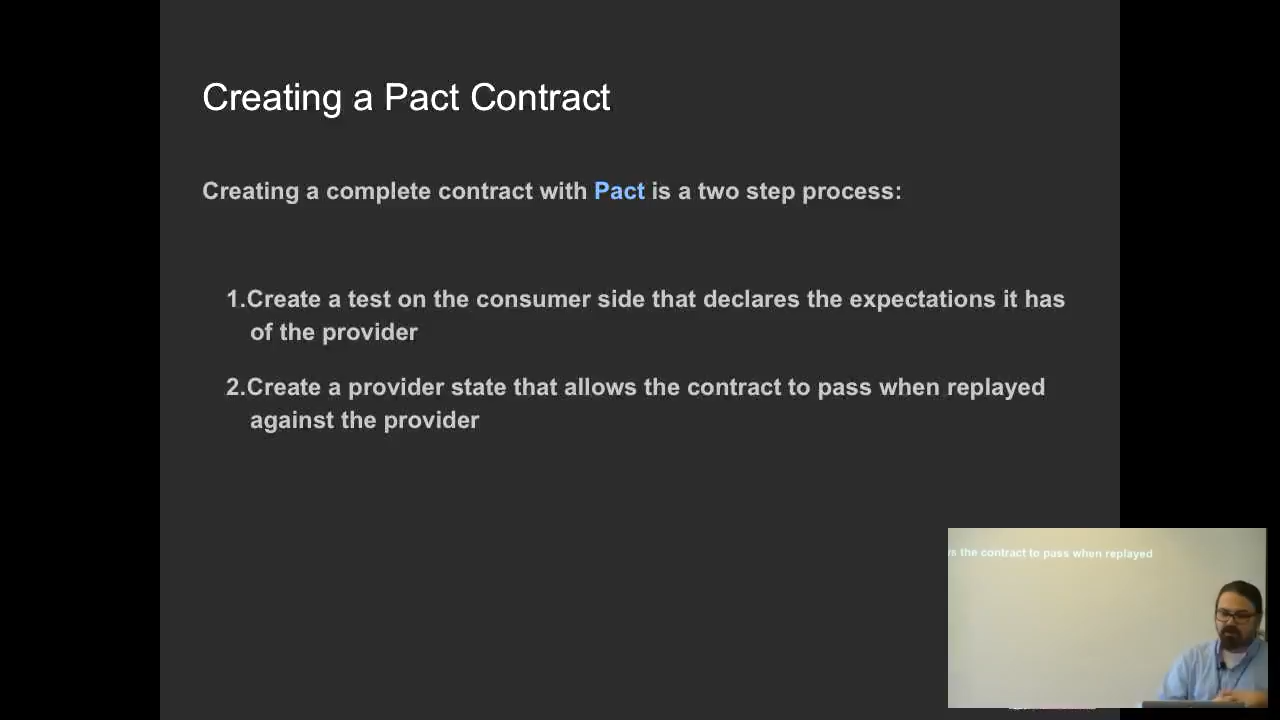 Creating a Pact Contract
Creating a complete contract with Pact is a two step process:
1.Create a test on the consumer side that declares the expectations it has
of the provider
2.Create a provider state that allows the contract to pass when replayed
against the provider
the contract to pass when replayed